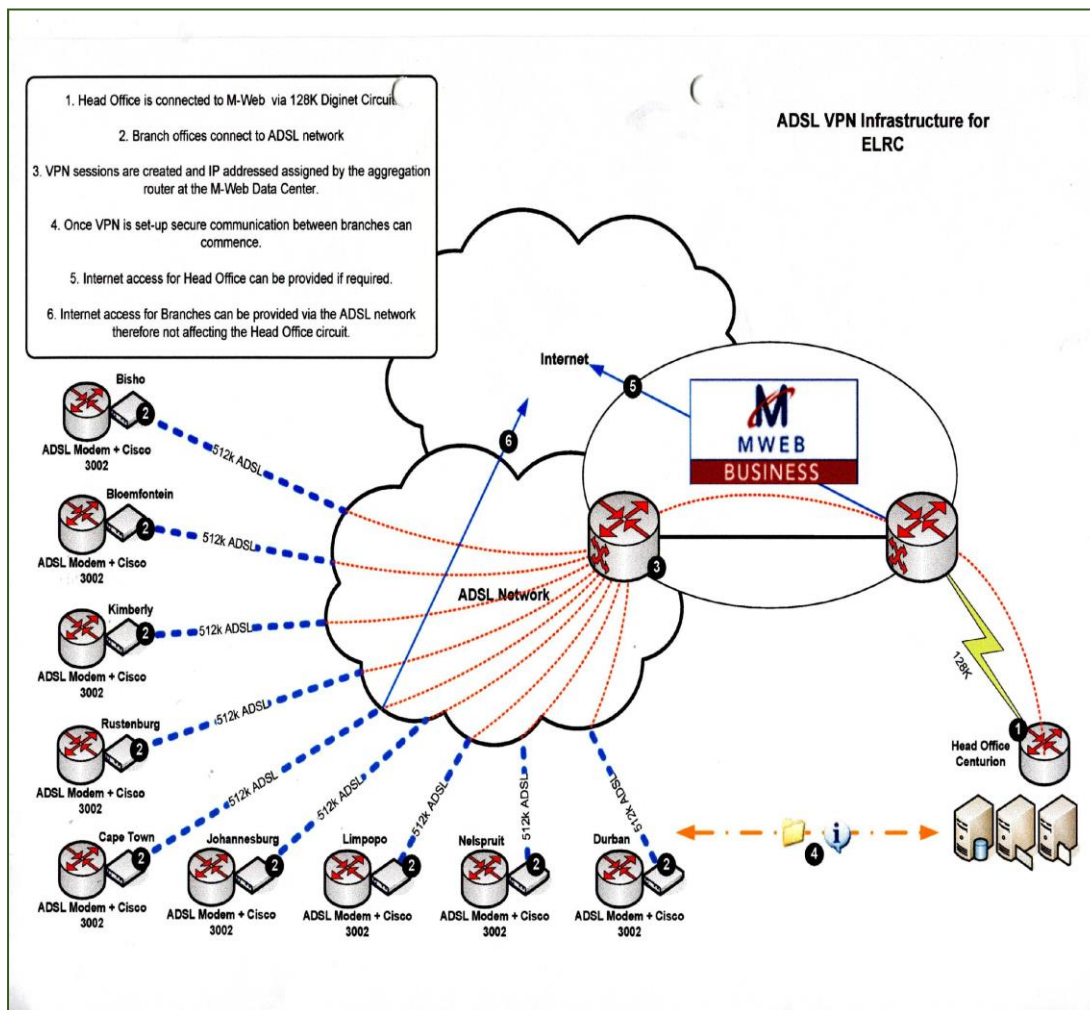 1. Head Office is connected to M-Web via 128K Diginet Circuit.
2. Branch offices connect to ADSL network
3. VPN sessions are created and IP addressed assigned by the aggregation
router at the M-Web Data Center.
4. Once VPN is set-up secure communication between branches can
commence.
5. Internet access for Head Office can be provided if required.
6. Internet access for Branches can be provided via the ADSL network
therefore not affecting the Head Office circuit.
ADSL VPN Infrastructure for
ELRC
Internet
5
M
MWEB
BUSINESS
6
3
ADSL Network
128K
1
Head Office
Centurion
Bisho
2
512k ADSL
ADSL Modem + Cisco
3002
Bloemfontein
2
512k ADSL
ADSL Modem + Cisco
3002
Kimberly
2
512k ADSL
ADSL Modem + Cisco
3002
Rustenburg
2
512k ADSL
ADSL Modem + Cisco
3002
Cape Town
2
512k ADSL
ADSL Modem + Cisco
3002
Johannesburg
2
512k ADSL
ADSL Modem + Cisco
3002
Limpopo
2
512k ADSL
ADSL Modem + Cisco
3002
Nelspruit
2
512k ADSL
ADSL Modem + Cisco
3002
Durban
2
512k ADSL
ADSL Modem + Cisco
3002
i
4